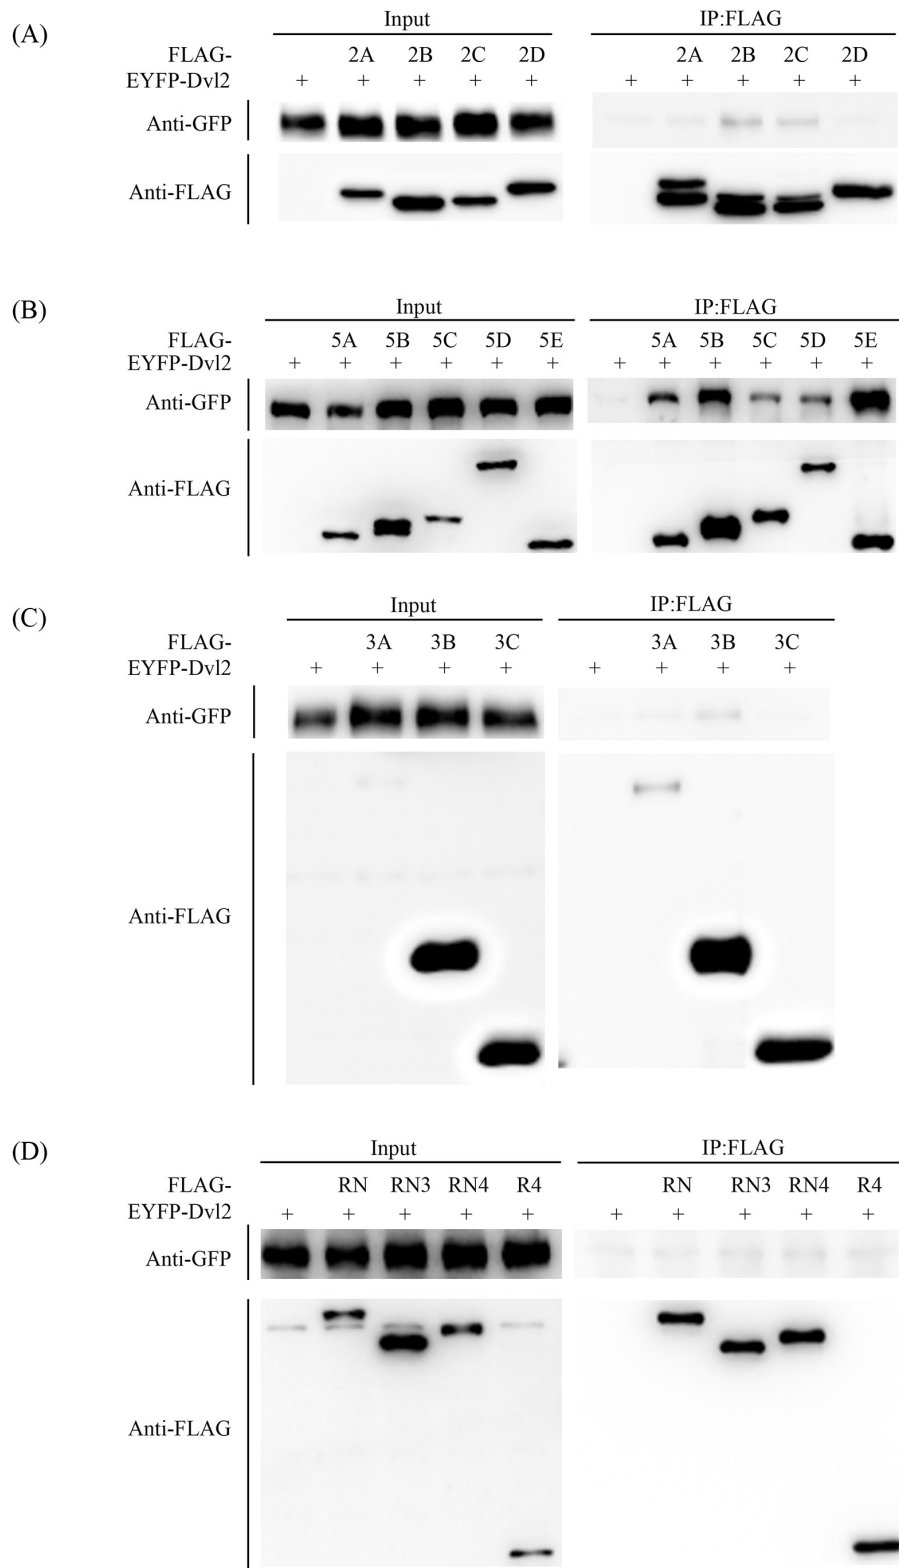 (A)
Input IP:FLAG
FLAG- 2A 2B 2C 2D 2A 2B 2C 2D
EYFP-Dvl2 + + + + + + + + + +
Anti-GFP
Anti-FLAG
(B)
Input IP:FLAG
FLAG- 5A 5B 5C 5D 5E 5A 5B 5C 5D 5E
EYFP-Dvl2 + + + + + + + + + + + +
Anti-GFP
Anti-FLAG
(C)
Input IP:FLAG
FLAG- 3A 3B 3C 3A 3B 3C
EYFP-Dvl2 + + + + + + + +
Anti-GFP
Anti-FLAG
(D)
Input IP:FLAG
FLAG- RN RN3 RN4 R4 RN RN3 RN4 R4
EYFP-Dvl2 + + + + + + + + + +
Anti-GFP
Anti-FLAG